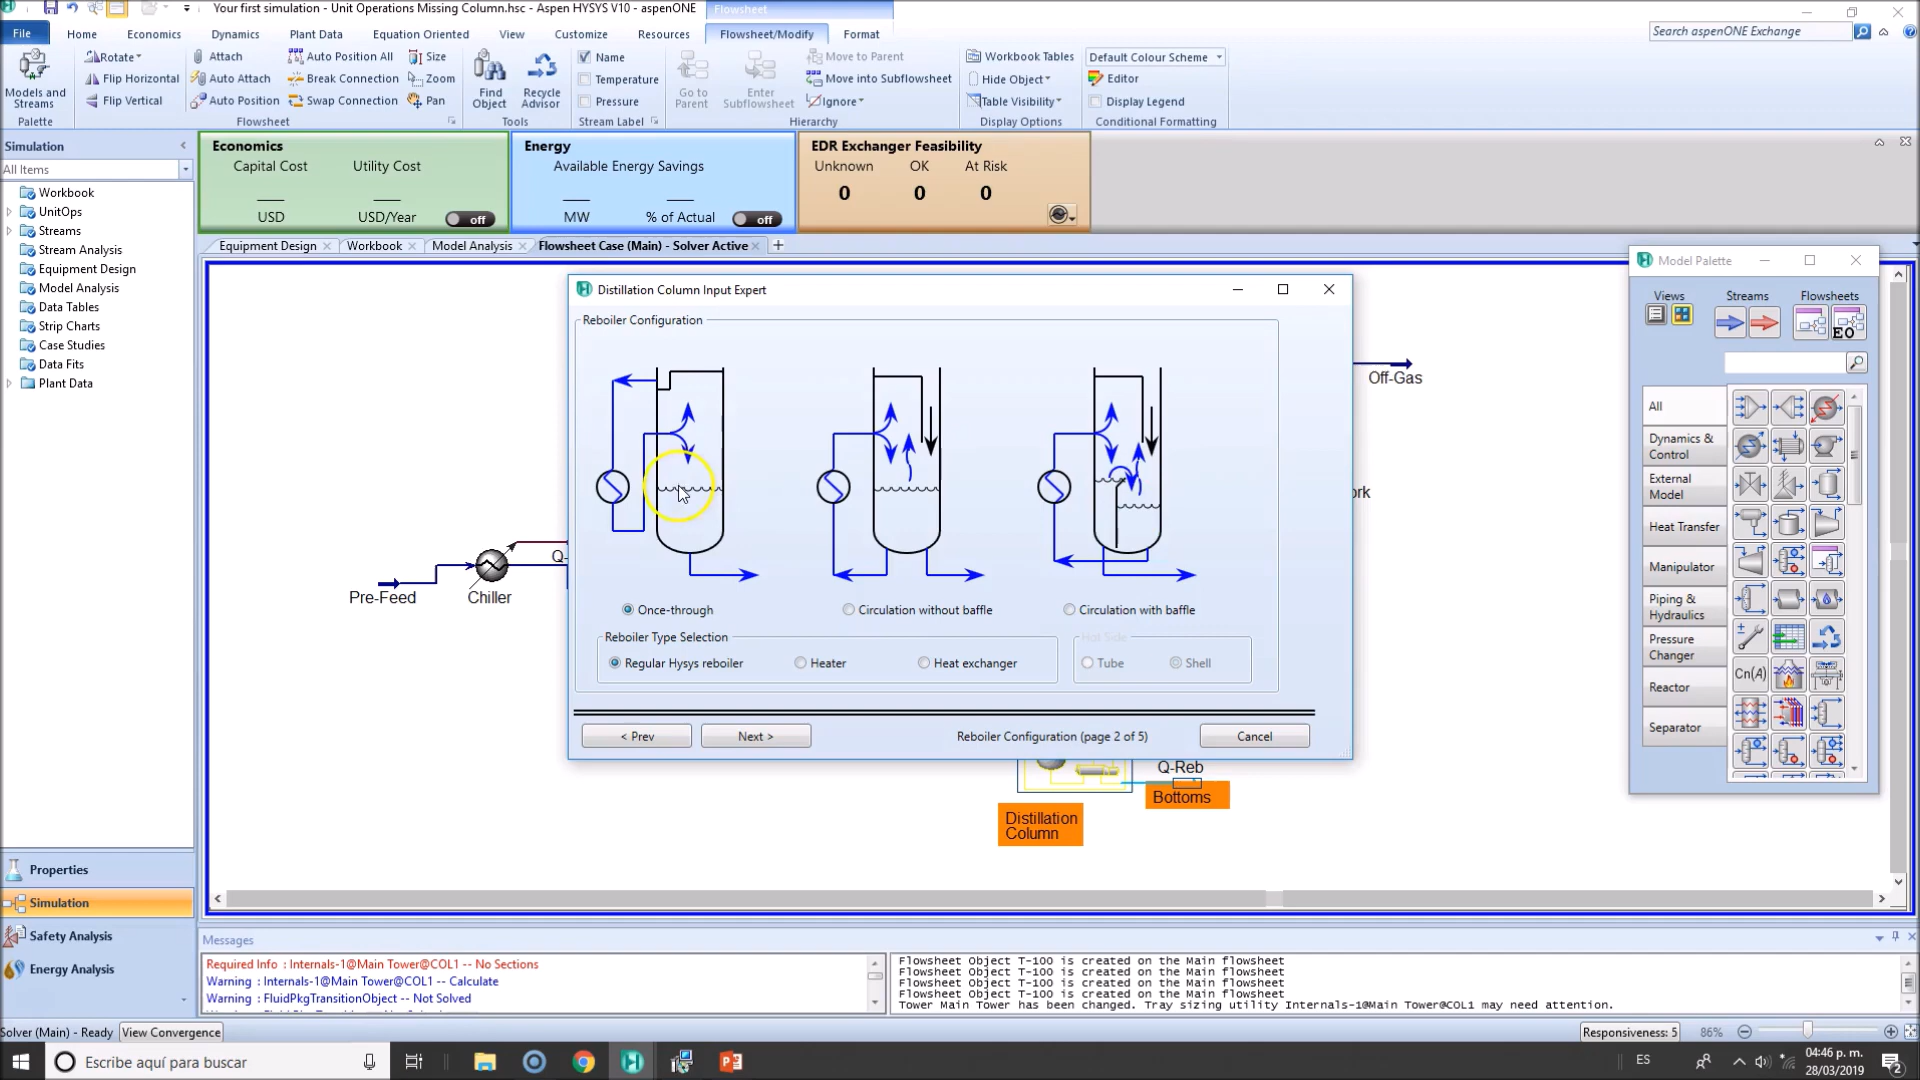 Your first simulation - Unit Operations Missing Column.hsc - Aspen HYSYS V10 - aspenONE
Flowsheet
File Home Economics Dynamics Plant Data Equation Oriented View Customize Resources Flowsheet/Modify Format
Search aspenONE Exchange
Models and Streams
Palette
Rotate
Flip Horizontal
Flip Vertical
Attach
Auto Attach
Auto Position
Auto Position All
Break Connection
Swap Connection
Size
Zoom
Pan
Flowsheet
Find Object
Recycle Advisor
Tools
Name
Temperature
Pressure
Stream Label
Go to Parent
Enter Subflowsheet
Move to Parent
Move into Subflowsheet
Ignore
Hierarchy
Workbook Tables
Hide Object
Table Visibility
Display Options
Default Colour Scheme
Editor
Display Legend
Conditional Formatting
Simulation
All Items
Workbook
UnitOps
Streams
Stream Analysis
Equipment Design
Model Analysis
Data Tables
Strip Charts
Case Studies
Data Fits
Plant Data
Properties
Simulation
Safety Analysis
Energy Analysis
Economics
Capital Cost Utility Cost
USD USD/Year off
Energy
Available Energy Savings
MW % of Actual off
EDR Exchanger Feasibility
Unknown OK At Risk
0 0 0
Equipment Design Workbook Model Analysis Flowsheet Case (Main) - Solver Active
Pre-Feed
Chiller
Q-
Off-Gas
ork
Q-Reb
Bottoms
Distillation
Column
Distillation Column Input Expert
Reboiler Configuration
Once-through Circulation without baffle Circulation with baffle
Reboiler Type Selection
Regular Hysys reboiler Heater Heat exchanger
Hot Side
Tube Shell
< Prev Next > Reboiler Configuration (page 2 of 5) Cancel
Model Palette
Views Streams Flowsheets
EO
All
Dynamics & Control
External Model
Heat Transfer
Manipulator
Piping & Hydraulics
Pressure Changer
Reactor
Separator
Cn(A)
Messages
Required Info : Internals-1@Main Tower@COL1 -- No Sections
Warning : Internals-1@Main Tower@COL1 -- Calculate
Warning : FluidPkgTransitionObject -- Not Solved
Flowsheet Object T-100 is created on the Main flowsheet
Flowsheet Object T-100 is created on the Main flowsheet
Flowsheet Object T-100 is created on the Main flowsheet
Flowsheet Object T-100 is created on the Main flowsheet
Tower Main Tower has been changed. Tray sizing utility Internals-1@Main Tower@COL1 may need attention.
Solver (Main) - Ready View Convergence
Responsiveness: 5 86%
Escribe aquí para buscar
ES
04:46 p. m.
28/03/2019
2